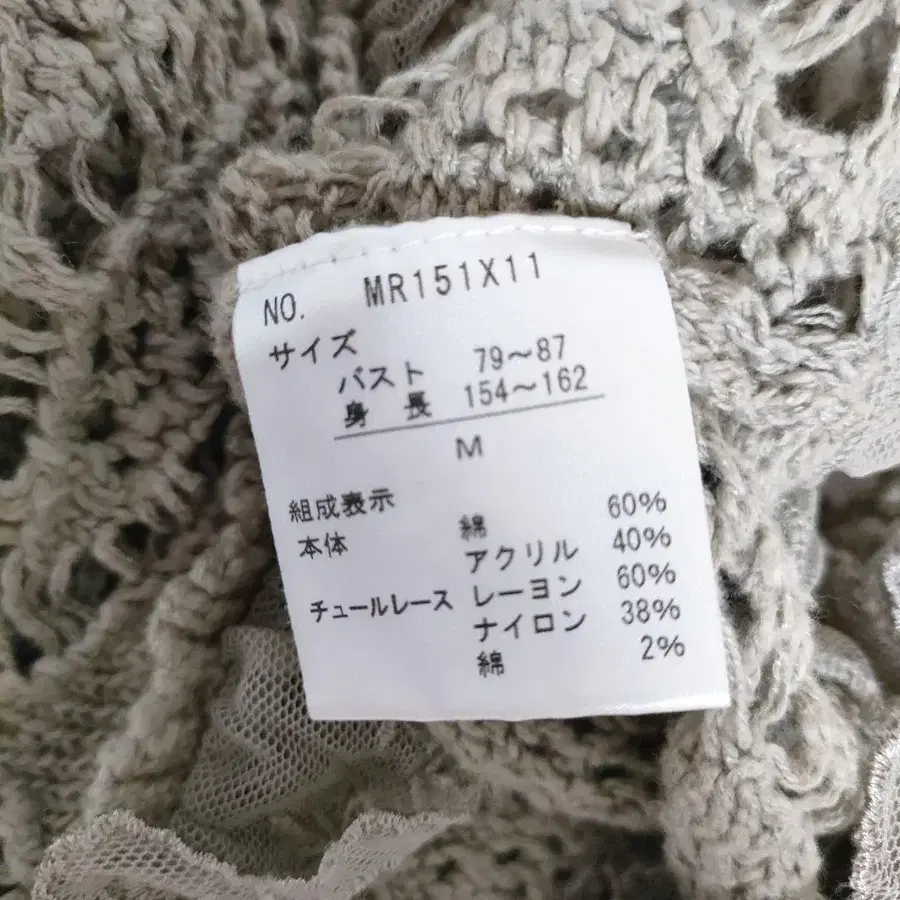 NO. MR151X11
サイズ
バスト 79～87
身長 154～162
M
組成表示
本体 綿 60%
アクリル 40%
チュールレース レーヨン 60%
ナイロン 38%
綿 2%